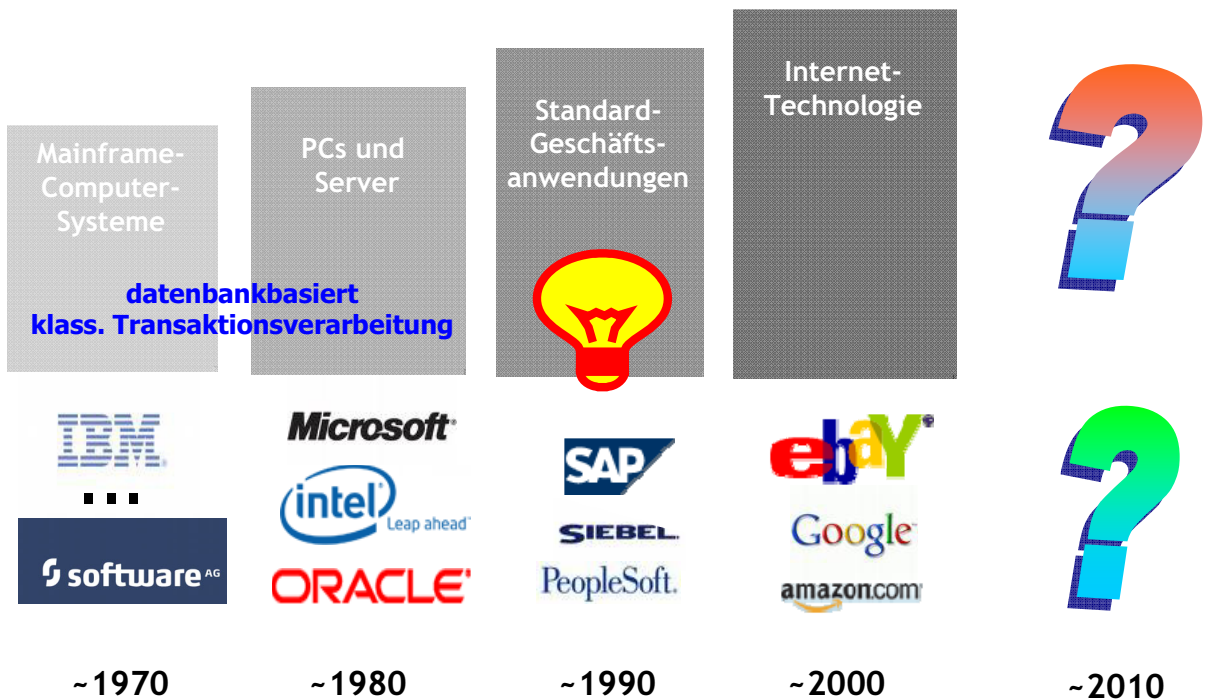 Mainframe-
Computer-
Systeme
PCs und
Server
Standard-
Geschäfts-
anwendungen
Internet-
Technologie
?
datenbankbasiert
klass. Transaktionsverarbeitung
IBM
...
software AG
Microsoft
intel
Leap ahead
ORACLE
SAP
SIEBEL.
PeopleSoft.
ebay
Google
amazon.com
?
~1970
~1980
~1990
~2000
~2010